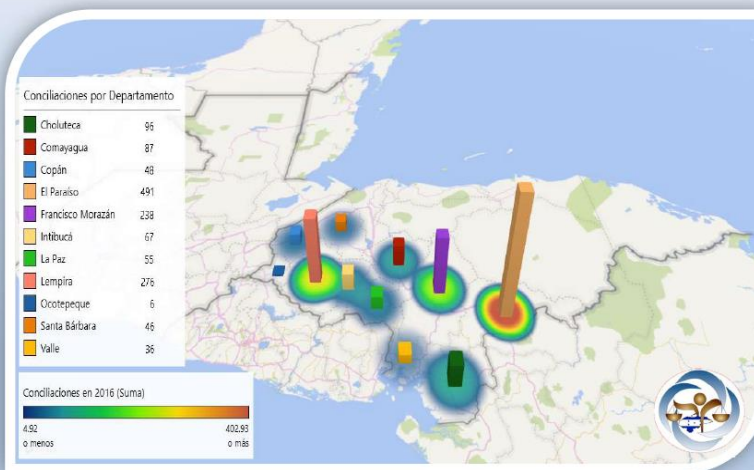 Conciliaciones por Departamento
Choluteca 96
Comayagua 87
Copán 48
El Paraíso 491
Francisco Morazán 238
Intibucá 67
La Paz 55
Lempira 276
Ocotepeque 6
Santa Bárbara 46
Valle 36
Conciliaciones en 2016 (Suma)
4.92 402,93
o menos o más